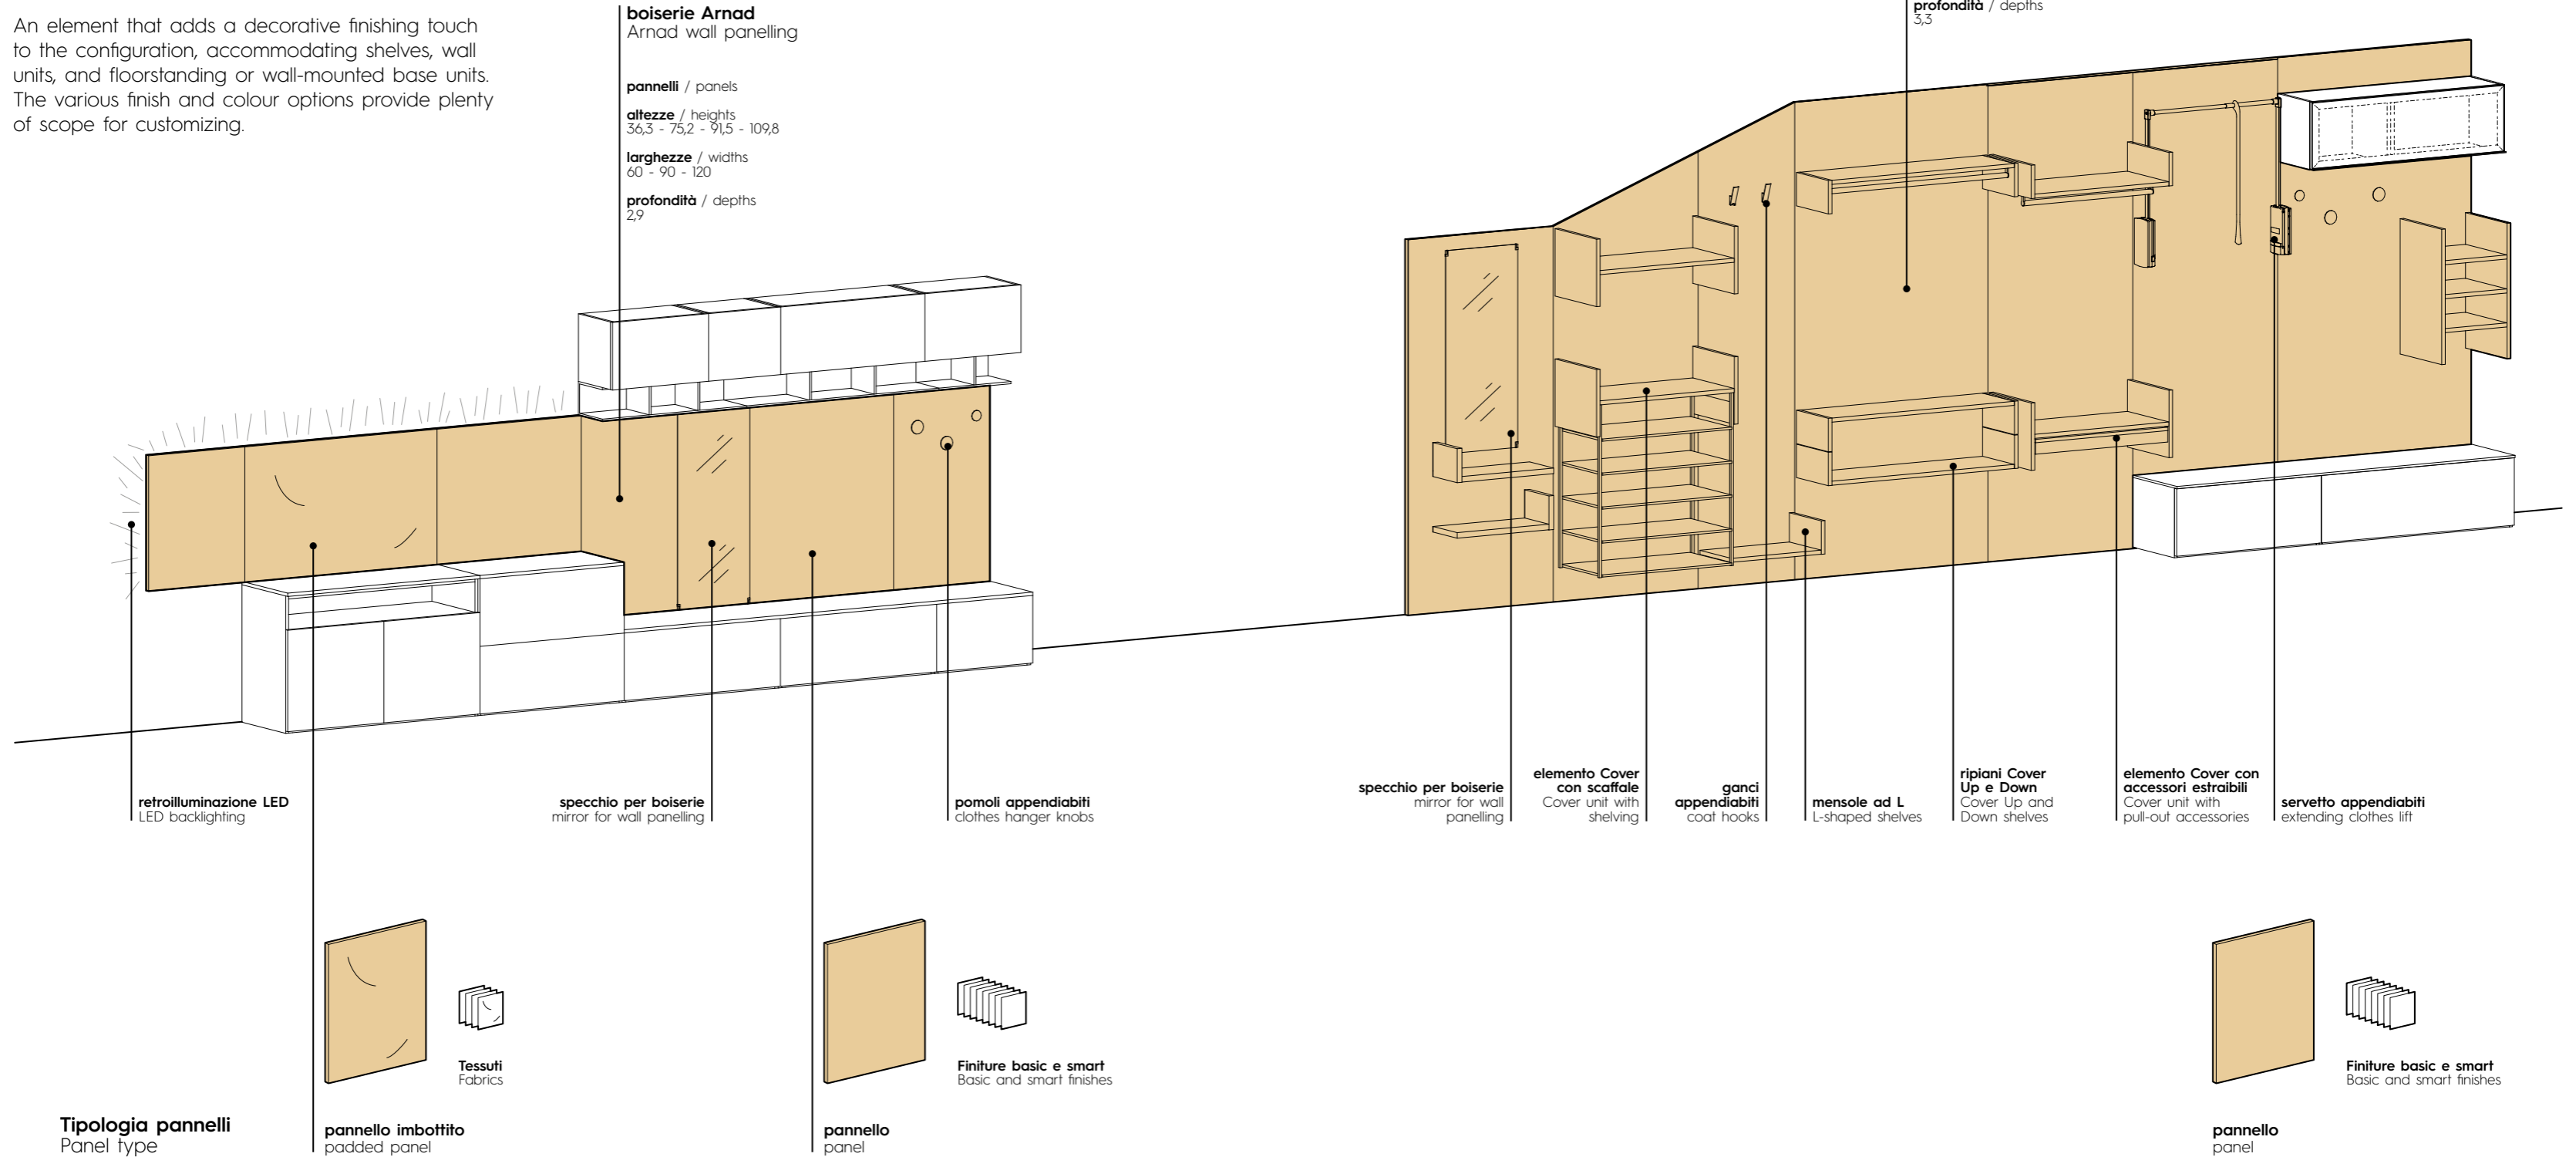 An element that adds a decorative finishing touch
to the configuration, accommodating shelves, wall
units, and floorstanding or wall-mounted base units.
The various finish and colour options provide plenty
of scope for customizing.
boiserie Arnad
Arnad wall panelling
pannelli / panels
altezze / heights
36,3 - 75,2 - 91,5 - 109,8
larghezze / widths
60 - 90 - 120
profondità / depths
2,9
profondità / depths
3,3
retroilluminazione LED
LED backlighting
specchio per boiserie
mirror for wall panelling
pomoli appendiabiti
clothes hanger knobs
specchio per boiserie
mirror for wall
panelling
elemento Cover
con scaffale
Cover unit with
shelving
ganci
appendiabiti
coat hooks
mensole ad L
L-shaped shelves
ripiani Cover
Up e Down
Cover Up and
Down shelves
elemento Cover con
accessori estraibili
Cover unit with
pull-out accessories
servetto appendiabiti
extending clothes lift
Tessuti
Fabrics
Finiture basic e smart
Basic and smart finishes
Finiture basic e smart
Basic and smart finishes
Tipologia pannelli
Panel type
pannello imbottito
padded panel
pannello
panel
pannello
panel